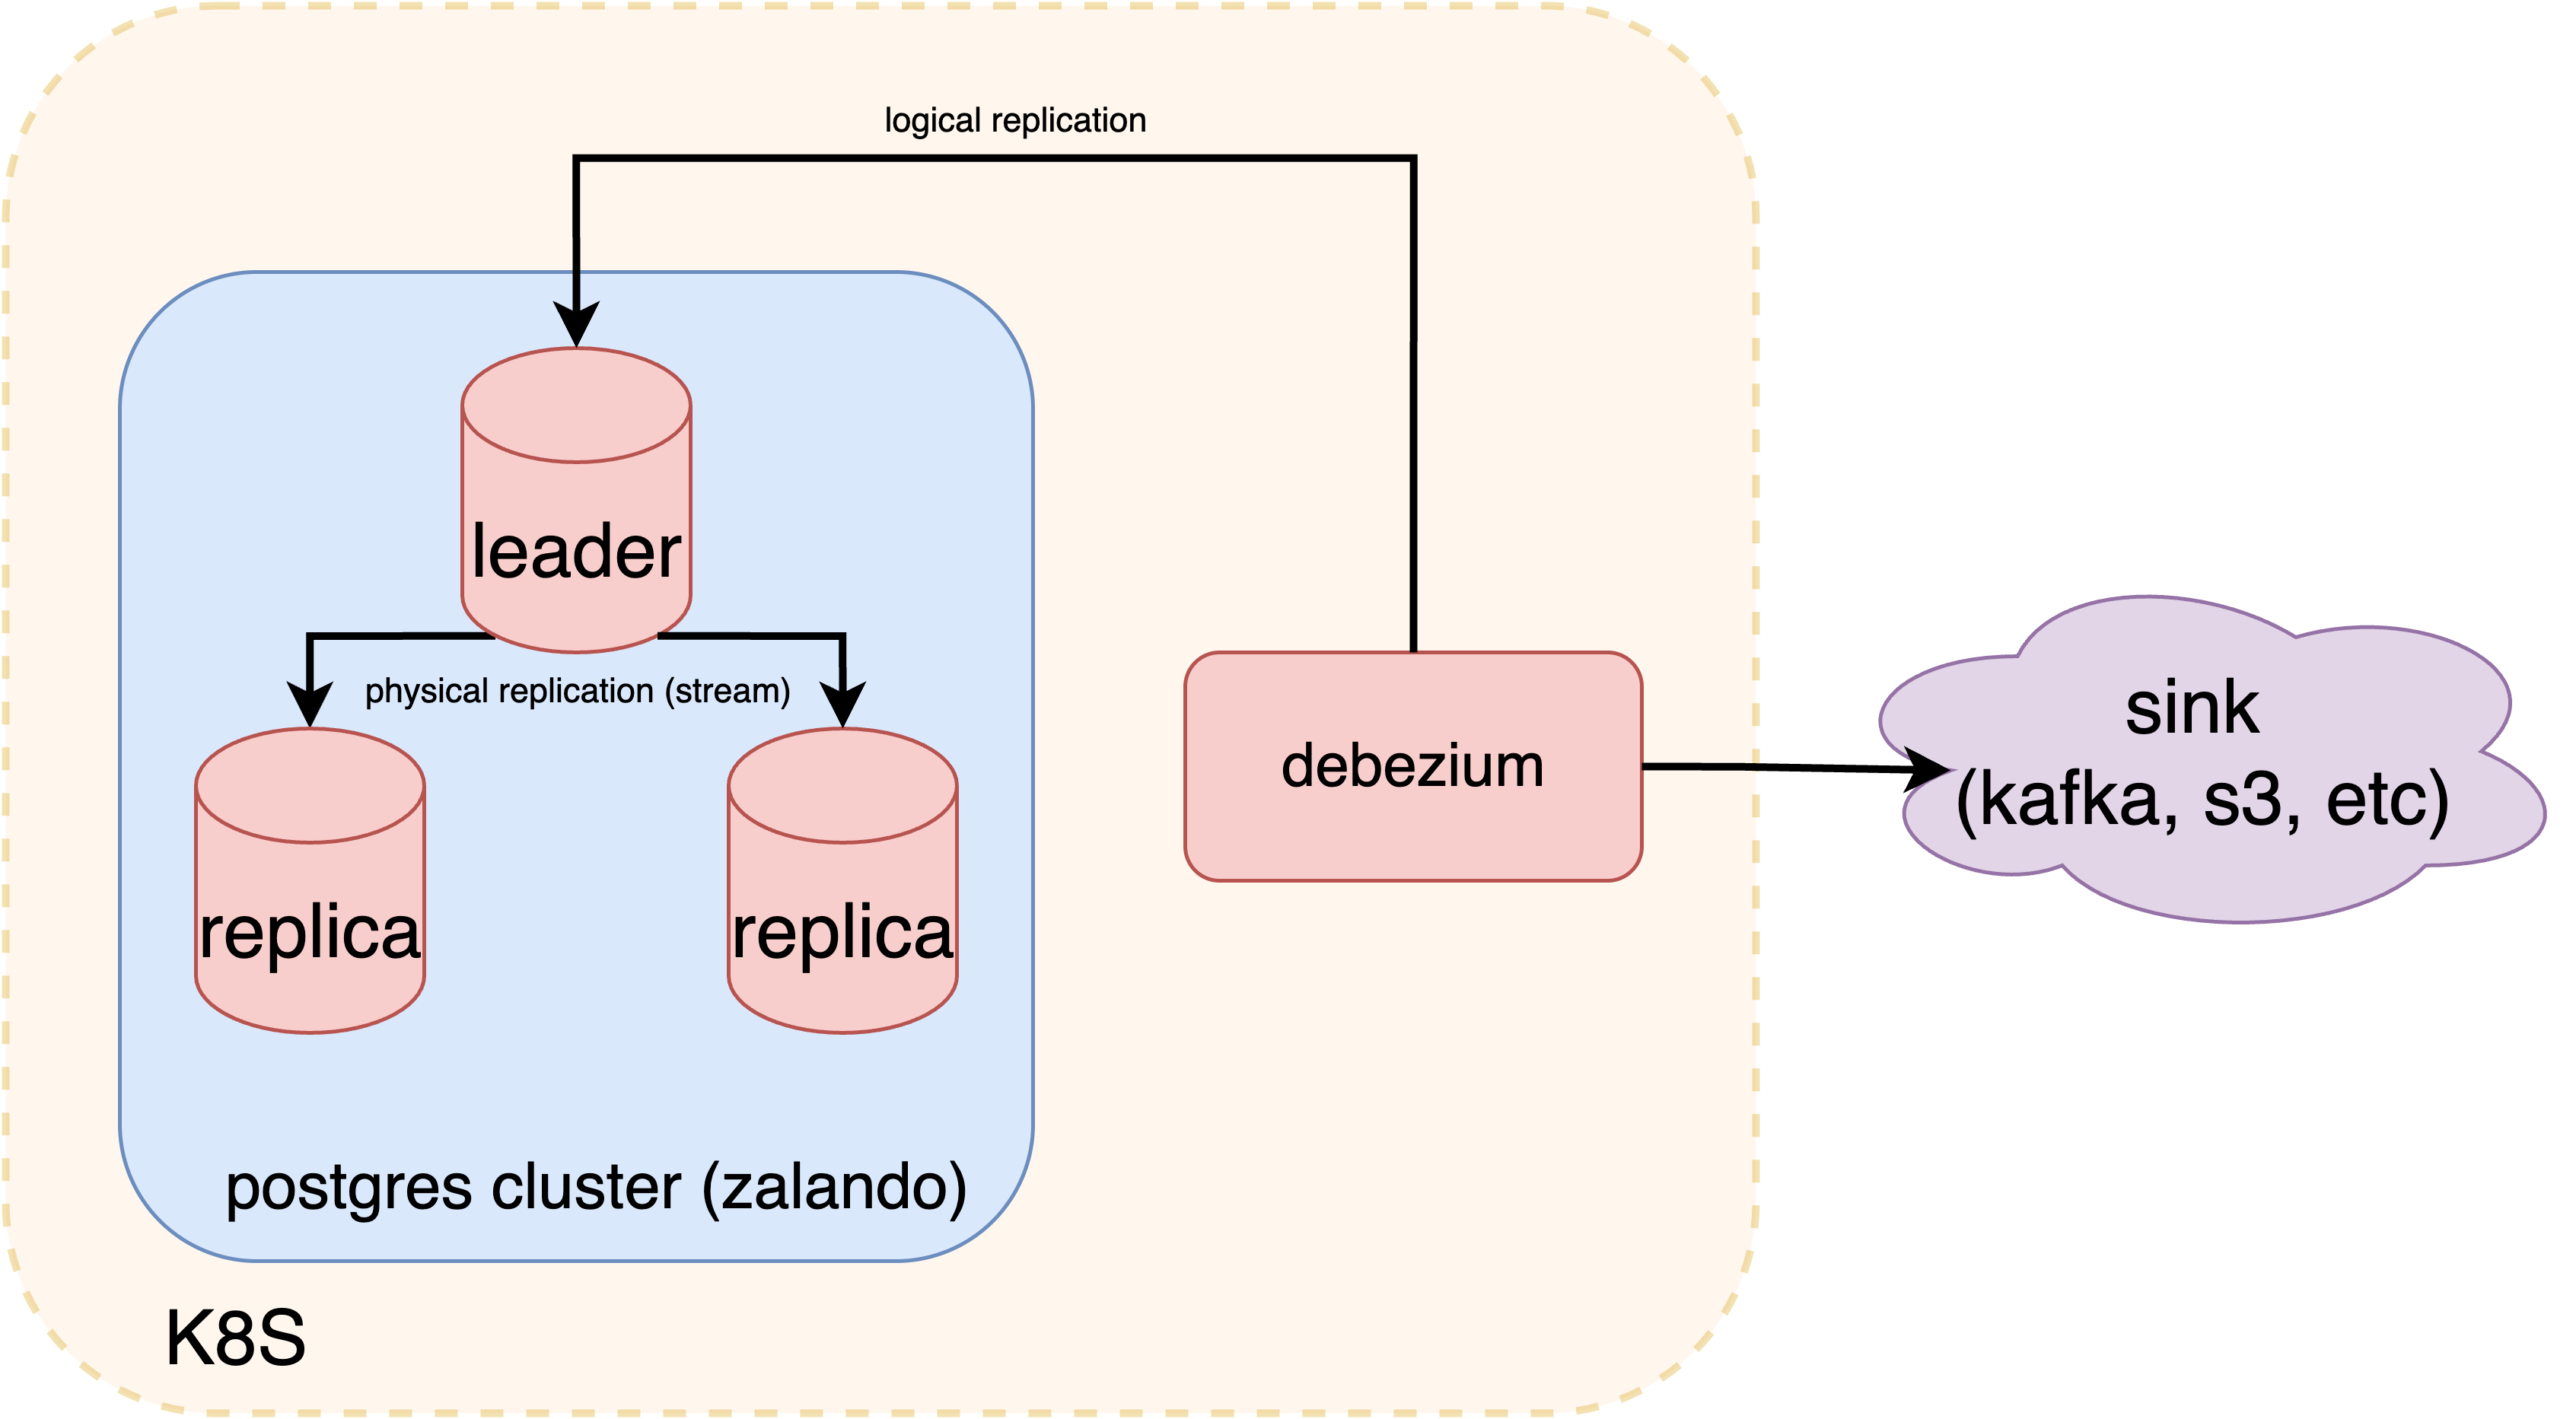 logical replication
leader
physical replication (stream)
replica
replica
debezium
sink
(kafka, s3, etc)
postgres cluster (zalando)
K8S